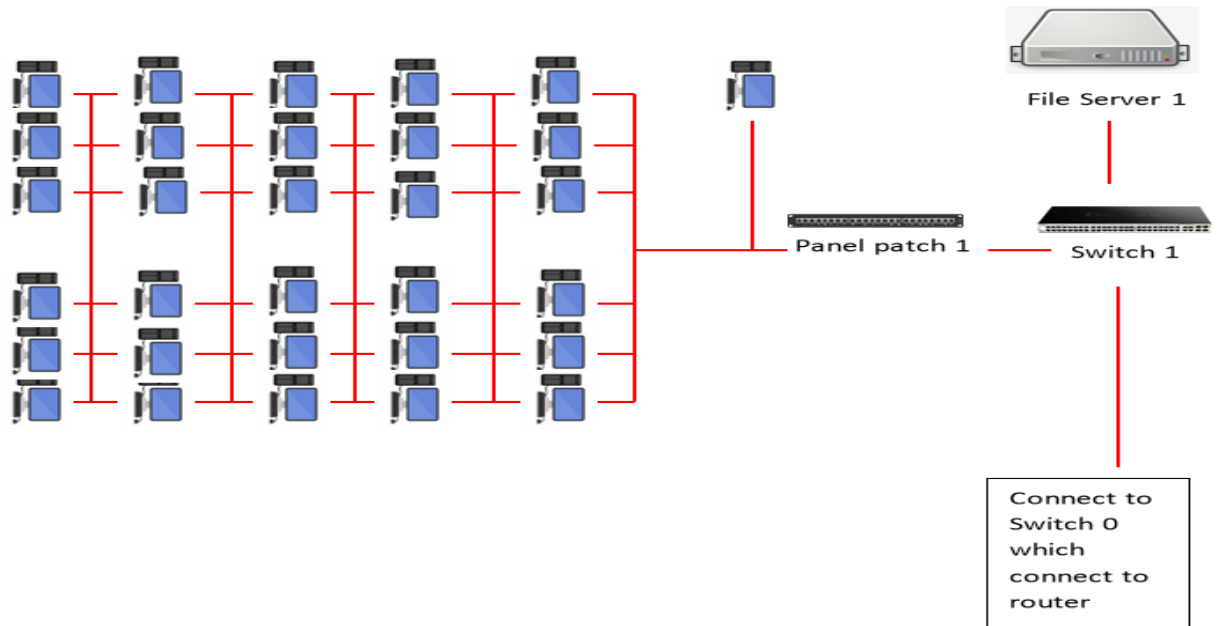 File Server 1
Panel patch 1
Switch 1
Connect to
Switch 0
which
connect to
router